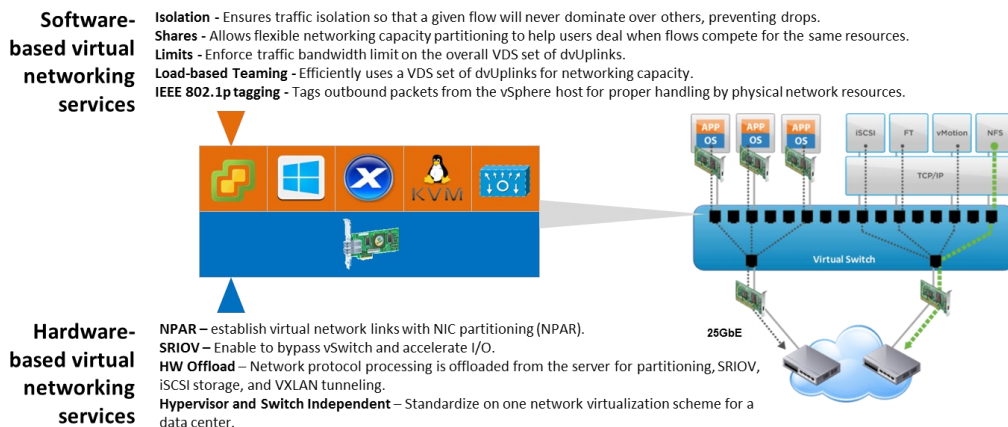 Software-
based virtual
networking
services
Isolation - Ensures traffic isolation so that a given flow will never dominate over others, preventing drops.
Shares - Allows flexible networking capacity partitioning to help users deal when flows compete for the same resources.
Limits - Enforce traffic bandwidth limit on the overall VDS set of dvUplinks.
Load-based Teaming - Efficiently uses a VDS set of dvUplinks for networking capacity.
IEEE 802.1p tagging - Tags outbound packets from the vSphere host for proper handling by physical network resources.
APP
OS
APP
OS
APP
OS
iSCSI
FT
vMotion
NFS
TCP/IP
X
KVM
Virtual Switch
25GbE
Hardware-
based virtual
networking
services
NPAR – establish virtual network links with NIC partitioning (NPAR).
SRIOV – Enable to bypass vSwitch and accelerate I/O.
HW Offload – Network protocol processing is offloaded from the server for partitioning, SRIOV,
iSCSI storage, and VXLAN tunneling.
Hypervisor and Switch Independent – Standardize on one network virtualization scheme for a
data center.